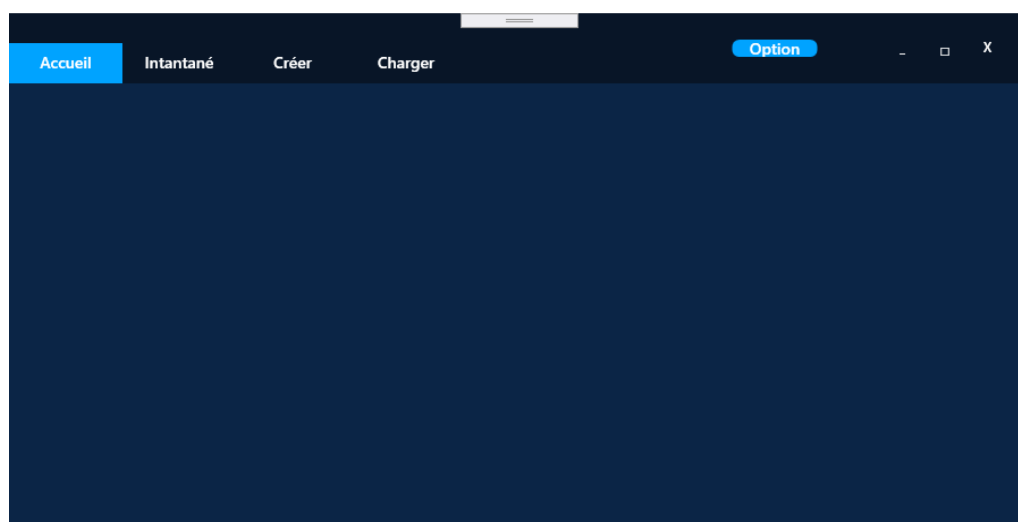 Accueil Intantané Créer Charger Option _ □ X